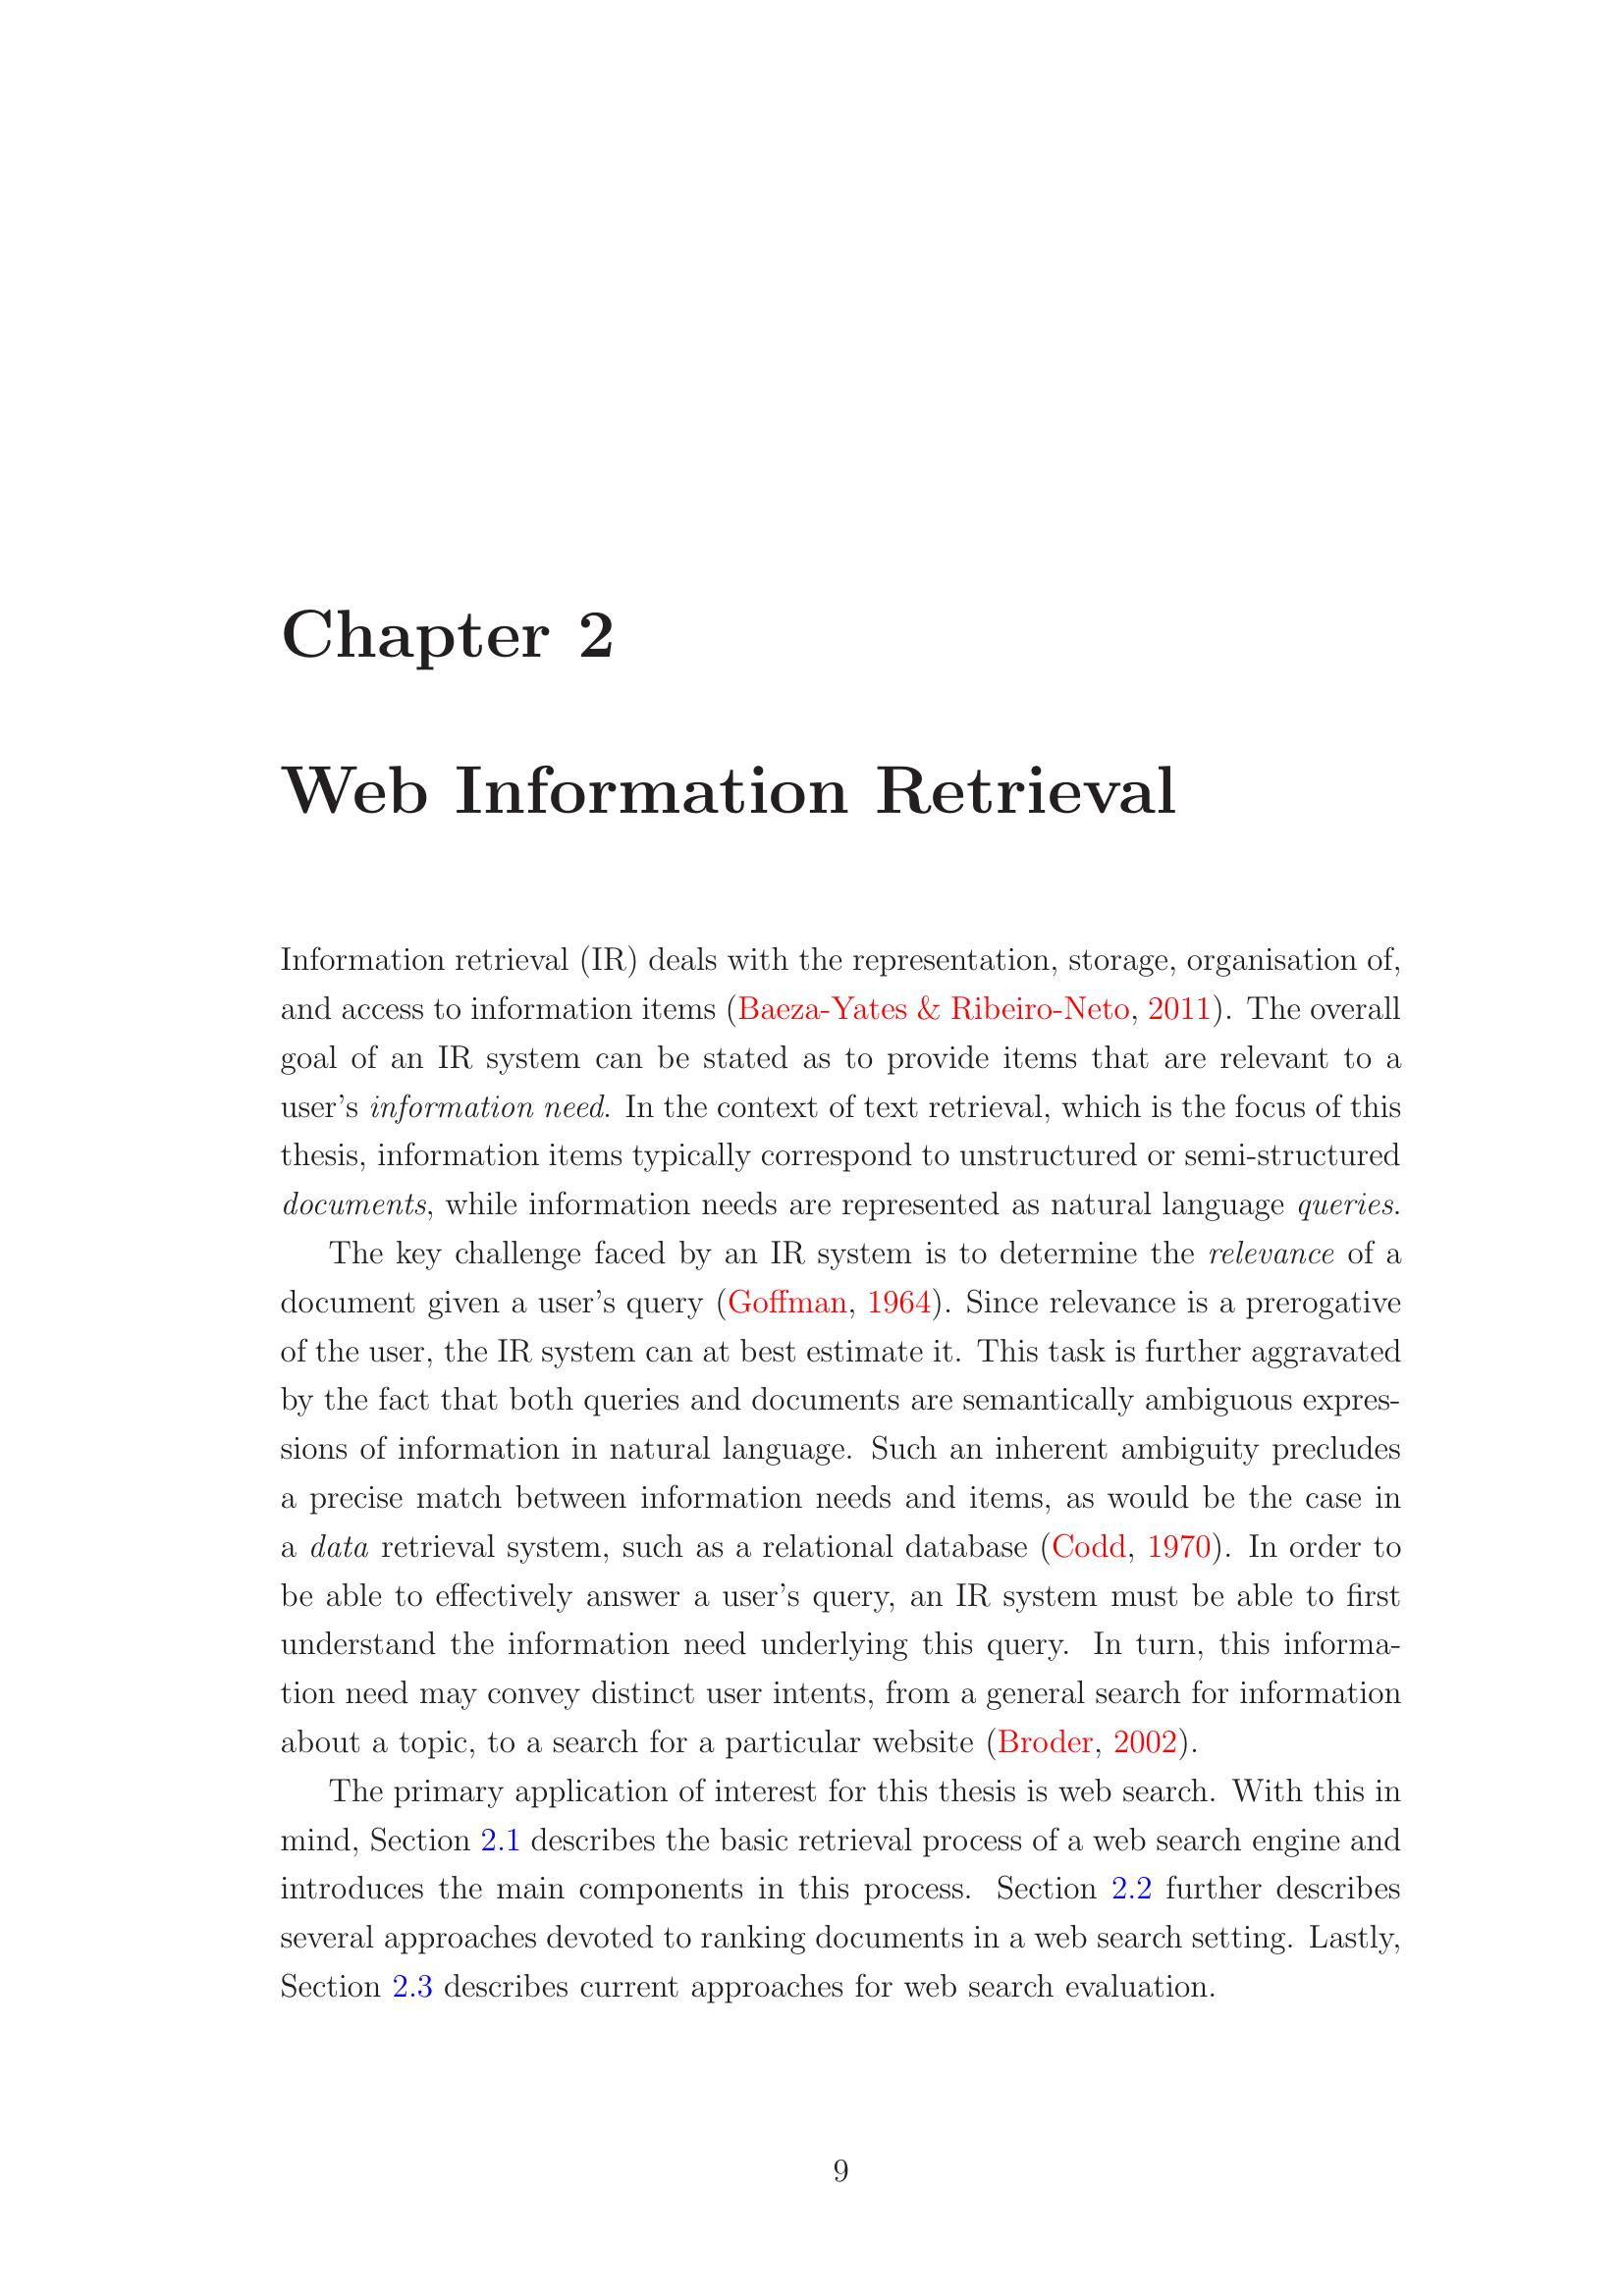 Chapter 2
Web Information Retrieval
Information retrieval (IR) deals with the representation, storage, organisation of,
and access to information items (Baeza-Yates & Ribeiro-Neto, 2011). The overall
goal of an IR system can be stated as to provide items that are relevant to a
user's information need. In the context of text retrieval, which is the focus of this
thesis, information items typically correspond to unstructured or semi-structured
documents, while information needs are represented as natural language queries.
The key challenge faced by an IR system is to determine the relevance of a
document given a user's query (Goffman, 1964). Since relevance is a prerogative
of the user, the IR system can at best estimate it. This task is further aggravated
by the fact that both queries and documents are semantically ambiguous expres-
sions of information in natural language. Such an inherent ambiguity precludes
a precise match between information needs and items, as would be the case in
a data retrieval system, such as a relational database (Codd, 1970). In order to
be able to effectively answer a user's query, an IR system must be able to first
understand the information need underlying this query. In turn, this informa-
tion need may convey distinct user intents, from a general search for information
about a topic, to a search for a particular website (Broder, 2002).
The primary application of interest for this thesis is web search. With this in
mind, Section 2.1 describes the basic retrieval process of a web search engine and
introduces the main components in this process. Section 2.2 further describes
several approaches devoted to ranking documents in a web search setting. Lastly,
Section 2.3 describes current approaches for web search evaluation.
9